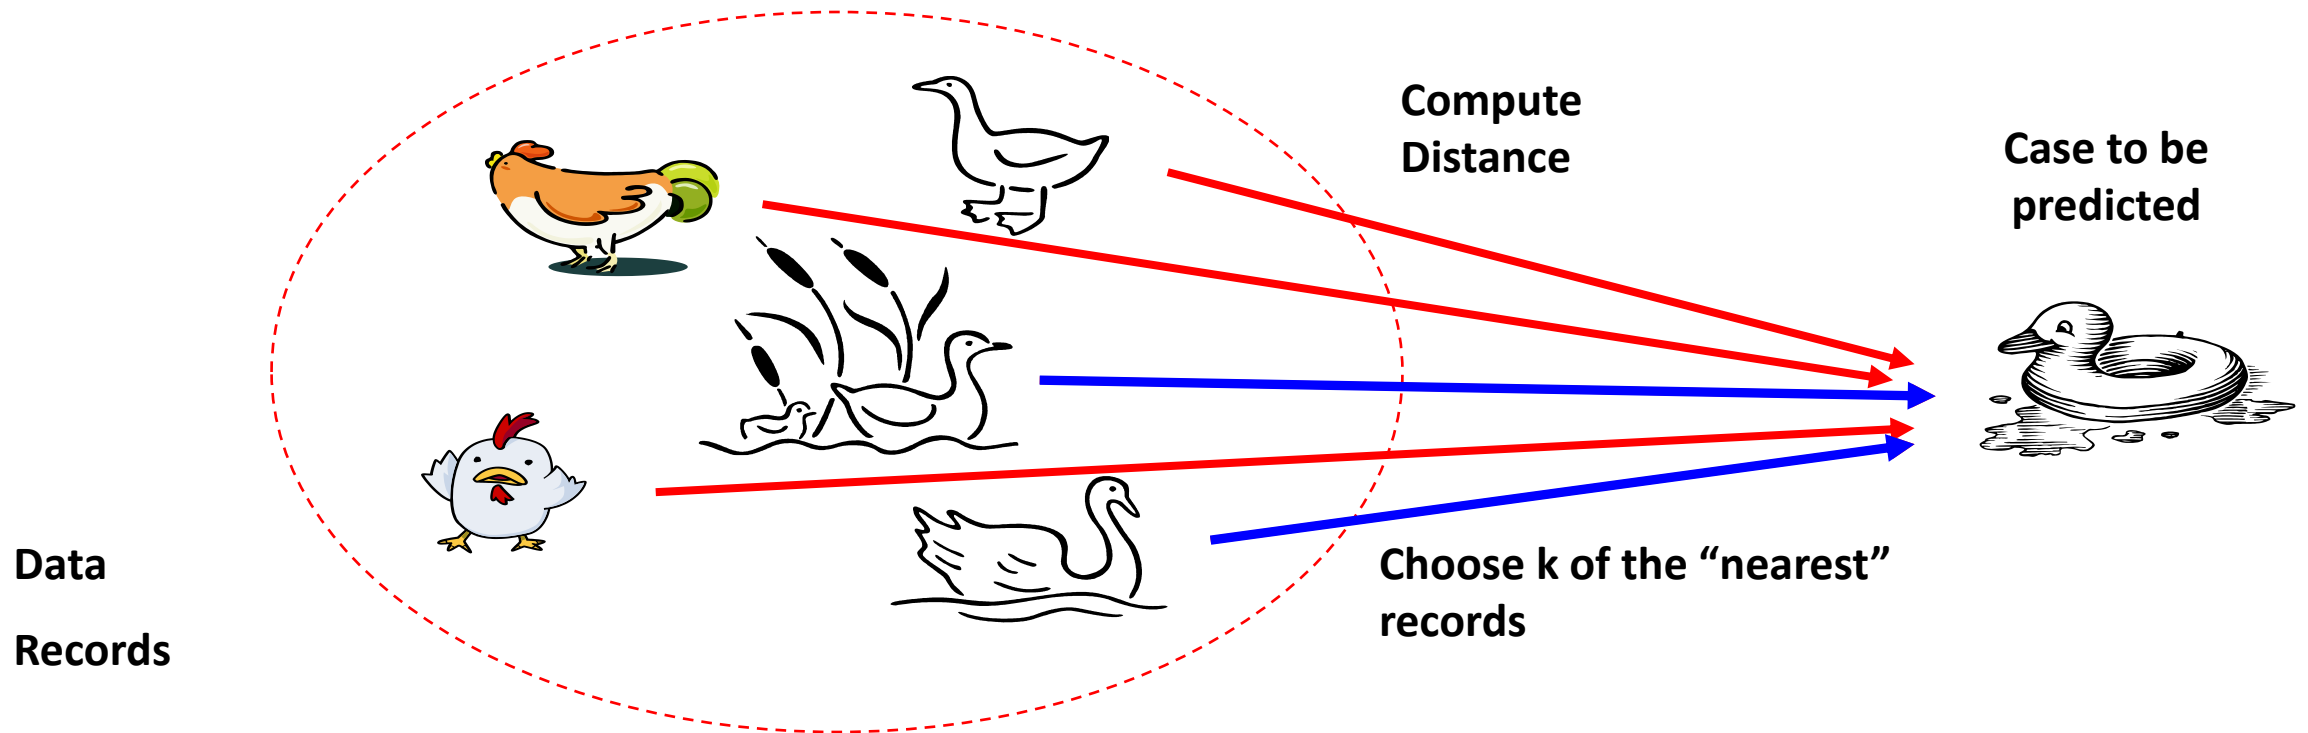 Compute
Distance
Case to be
predicted
Data
Records
Choose k of the “nearest”
records